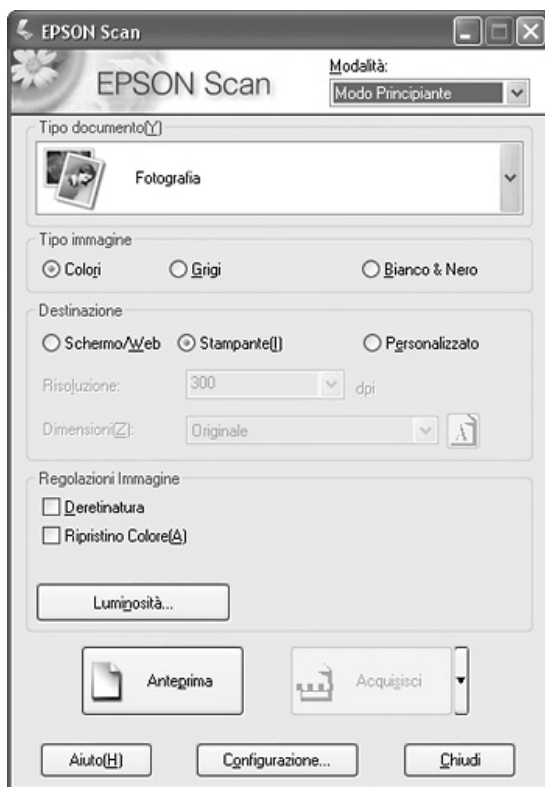 EPSON Scan
EPSON Scan
Modalità:
Modo Principiante
Tipo documento(Y)
Fotografia
Tipo immagine
Colori Grigi Bianco & Nero
Destinazione
Schermo/Web Stampante(I) Personalizzato
Risoluzione: 300 dpi
Dimensioni(Z): Originale A
Regolazioni Immagine
Deretinatura
Ripristino Colore(A)
Luminosità...
Anteprima Acquisisci
Aiuto(H) Configurazione... Chiudi